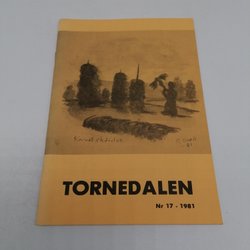 TORNEDALEN
Nr 17 - 1981